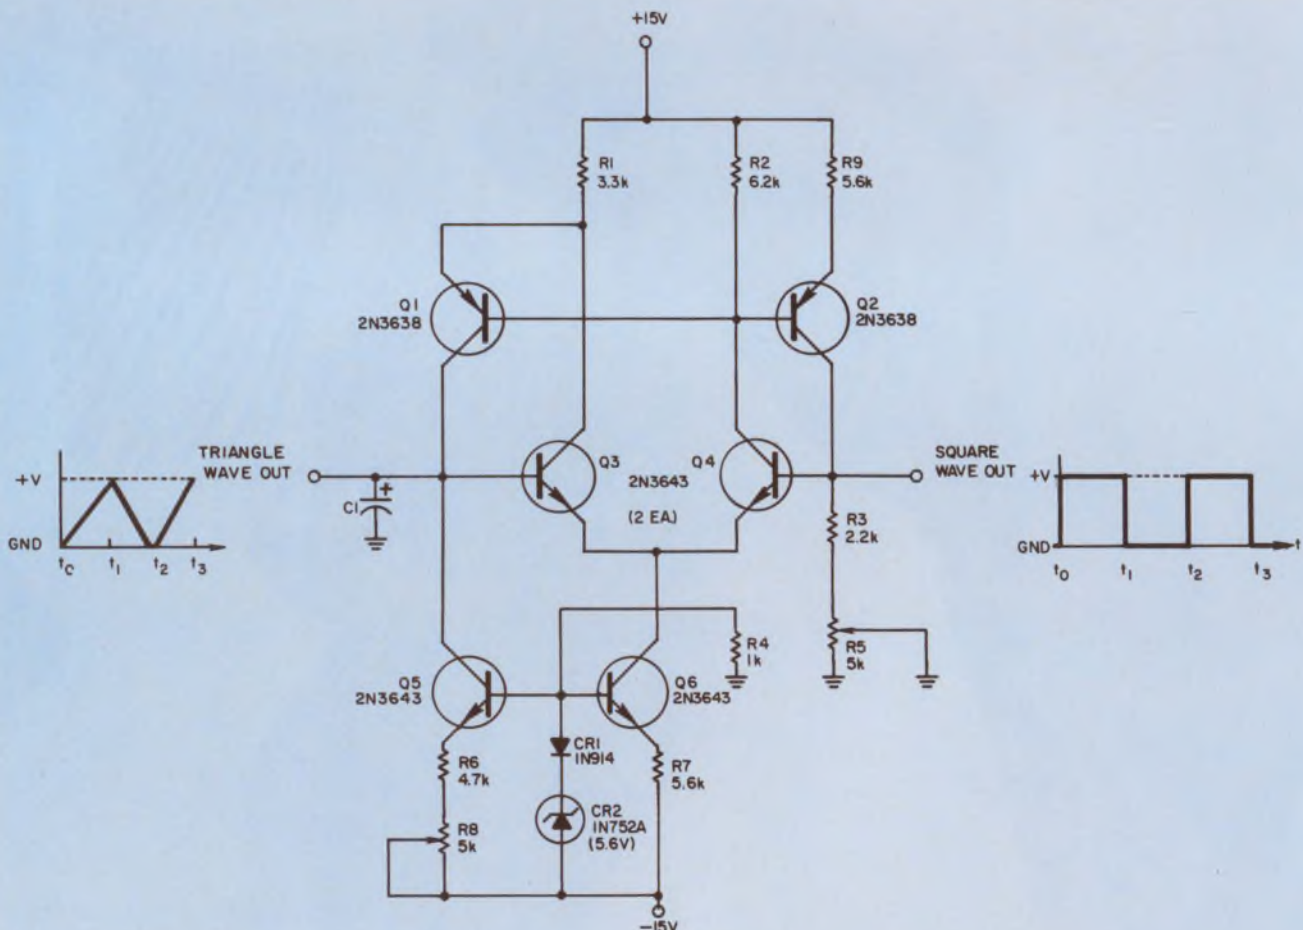 +15V
R1
3.3k
R2
6.2k
R9
5.6k
Q1
2N3638
Q2
2N3638
TRIANGLE
WAVE OUT
Q3
Q4
2N3643
(2 EA)
SQUARE
WAVE OUT
C1
+
+V
GND
t0
t1
t2
t3
R3
2.2k
+V
GND
t0
t1
t2
t3
t
R4
1k
R5
5k
Q5
2N3643
Q6
2N3643
CR1
1N914
R6
4.7k
R7
5.6k
CR2
1N752A
(5.6V)
R8
5k
-15V